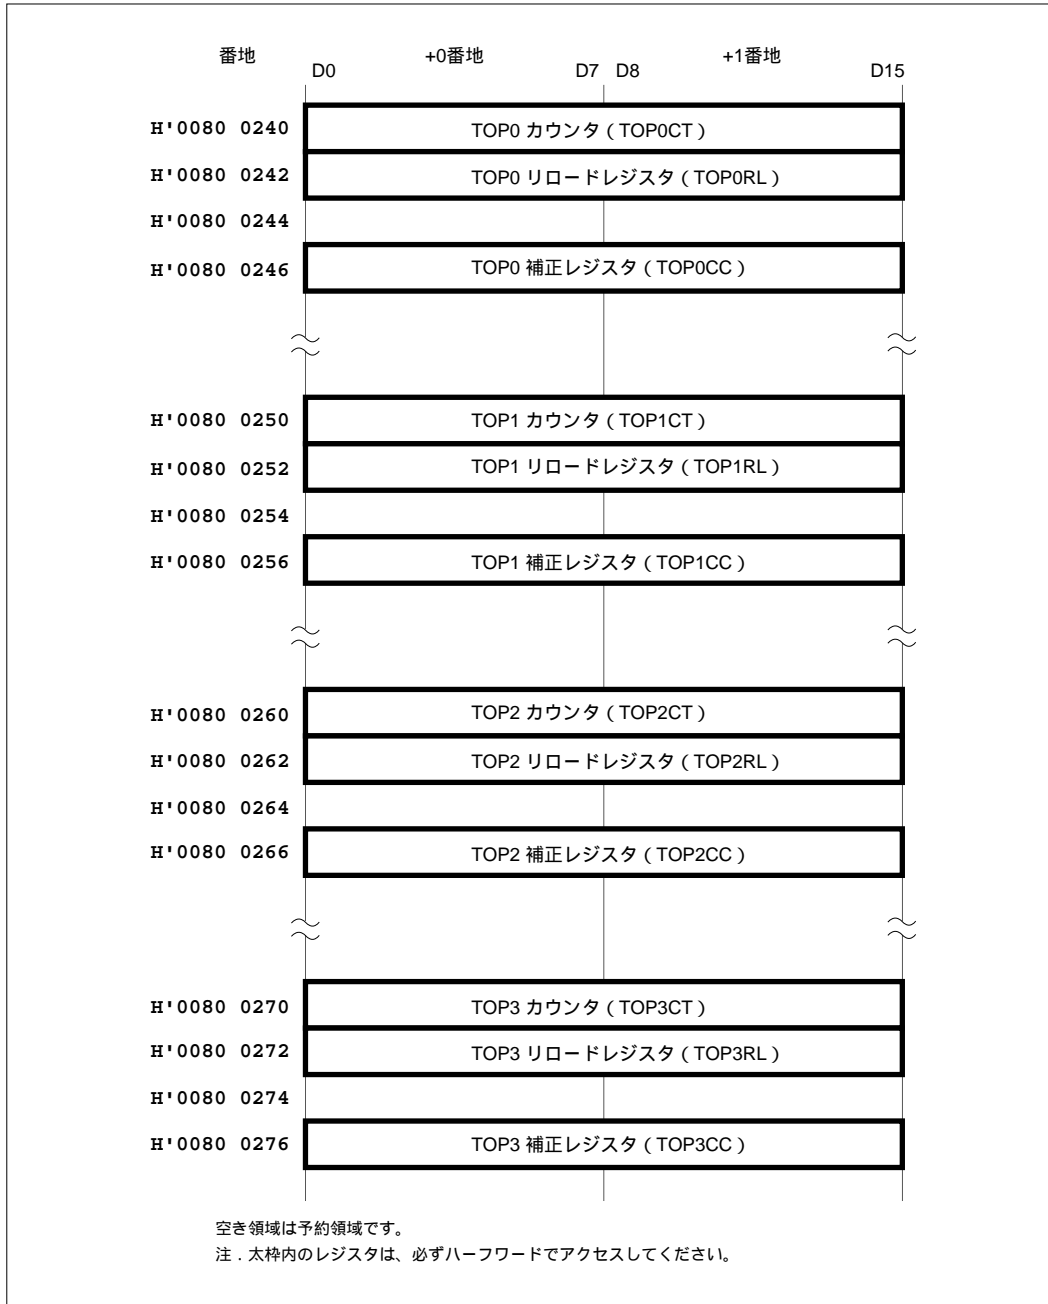 番地 +0番地 +1番地
D0 D7 D8 D15
H'0080 0240 TOP0 カウンタ ( TOP0CT )
H'0080 0242 TOP0 リロードレジスタ ( TOP0RL )
H'0080 0244
H'0080 0246 TOP0 補正レジスタ ( TOP0CC )
H'0080 0250 TOP1 カウンタ ( TOP1CT )
H'0080 0252 TOP1 リロードレジスタ ( TOP1RL )
H'0080 0254
H'0080 0256 TOP1 補正レジスタ ( TOP1CC )
H'0080 0260 TOP2 カウンタ ( TOP2CT )
H'0080 0262 TOP2 リロードレジスタ ( TOP2RL )
H'0080 0264
H'0080 0266 TOP2 補正レジスタ ( TOP2CC )
H'0080 0270 TOP3 カウンタ ( TOP3CT )
H'0080 0272 TOP3 リロードレジスタ ( TOP3RL )
H'0080 0274
H'0080 0276 TOP3 補正レジスタ ( TOP3CC )
空き領域は予約領域です。
注．太枠内のレジスタは、必ずハーフワードでアクセスしてください。